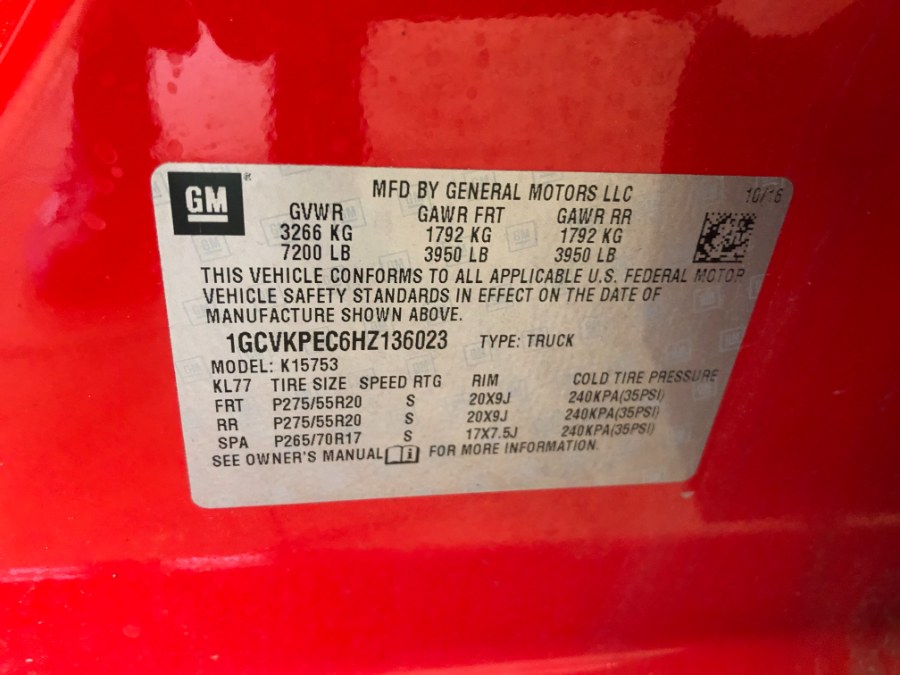 GM
MFD BY GENERAL MOTORS LLC 10/16
GVWR GAWR FRT GAWR RR
3266 KG 1792 KG 1792 KG
7200 LB 3950 LB 3950 LB
THIS VEHICLE CONFORMS TO ALL APPLICABLE U.S. FEDERAL MOTOR
VEHICLE SAFETY STANDARDS IN EFFECT ON THE DATE OF
MANUFACTURE SHOWN ABOVE.
1GCVKPEC6HZ136023 TYPE: TRUCK
MODEL: K15753
KL77 TIRE SIZE SPEED RTG RIM COLD TIRE PRESSURE
FRT P275/55R20 S 20X9J 240KPA(35PSI)
RR P275/55R20 S 20X9J 240KPA(35PSI)
SPA P265/70R17 S 17X7.5J 240KPA(35PSI)
SEE OWNER'S MANUAL FOR MORE INFORMATION.